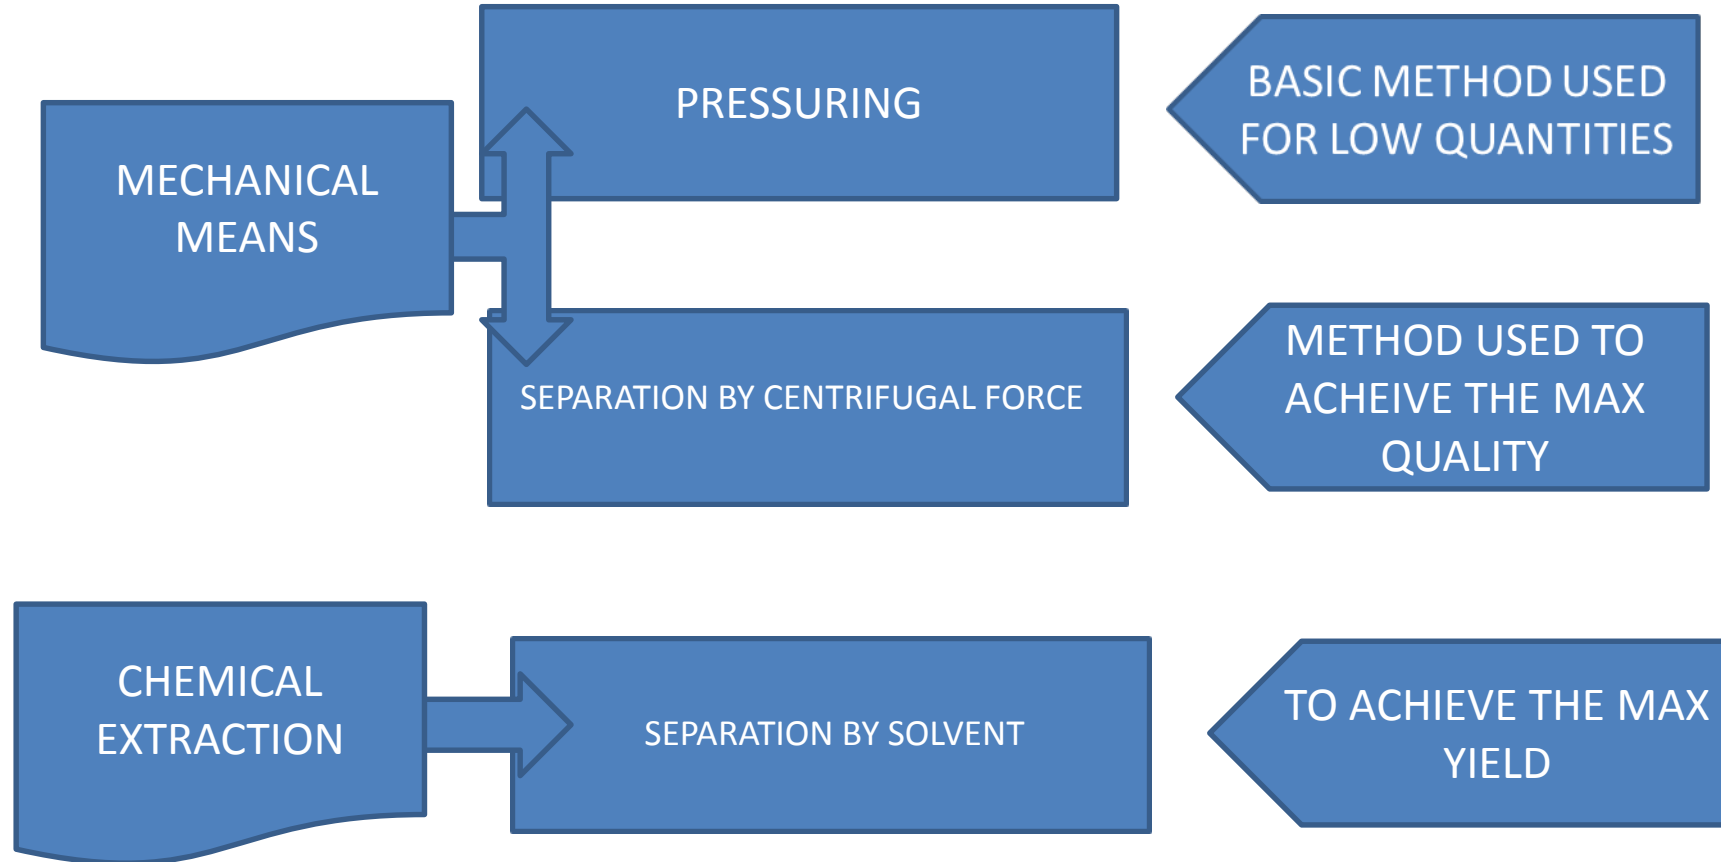 PRESSURING
BASIC METHOD USED
FOR LOW QUANTITIES
MECHANICAL
MEANS
SEPARATION BY CENTRIFUGAL FORCE
METHOD USED TO
ACHEIVE THE MAX
QUALITY
CHEMICAL
EXTRACTION
SEPARATION BY SOLVENT
TO ACHIEVE THE MAX
YIELD